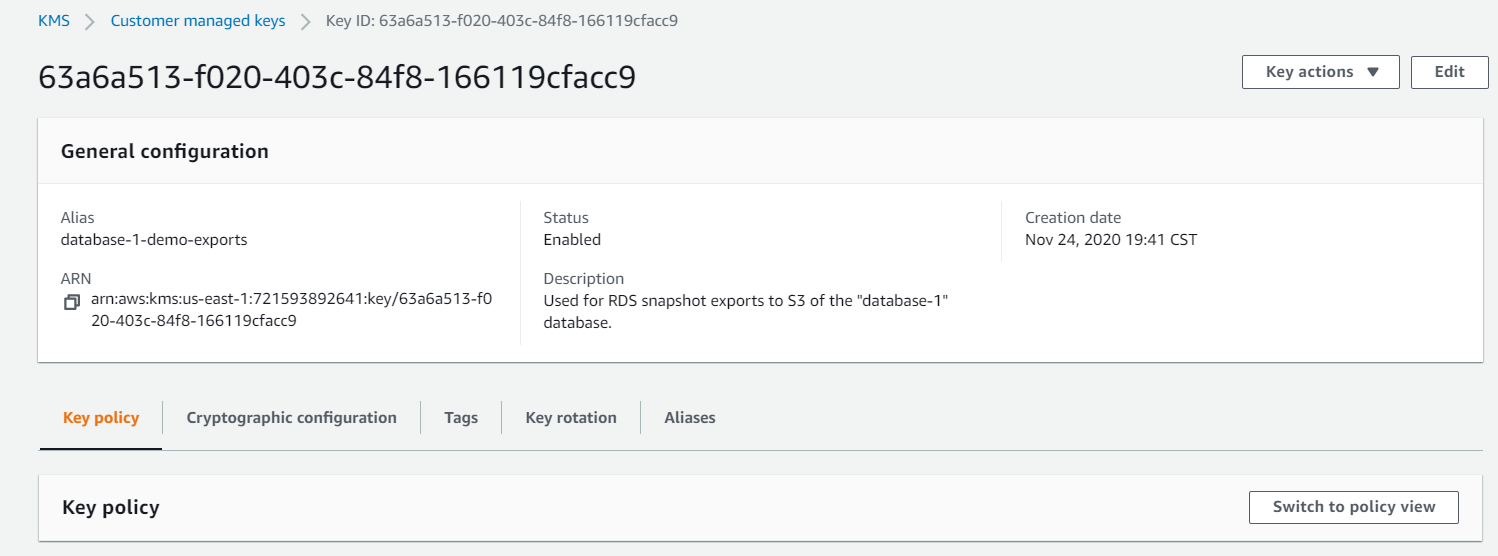 KMS > Customer managed keys > Key ID: 63a6a513-f020-403c-84f8-166119cfacc9
63a6a513-f020-403c-84f8-166119cfacc9
Key actions ▼
Edit
General configuration
Alias
database-1-demo-exports
ARN
arn:aws:kms:us-east-1:721593892641:key/63a6a513-f0
20-403c-84f8-166119cfacc9
Status
Enabled
Description
Used for RDS snapshot exports to S3 of the "database-1"
database.
Creation date
Nov 24, 2020 19:41 CST
Key policy
Cryptographic configuration
Tags
Key rotation
Aliases
Key policy
Switch to policy view